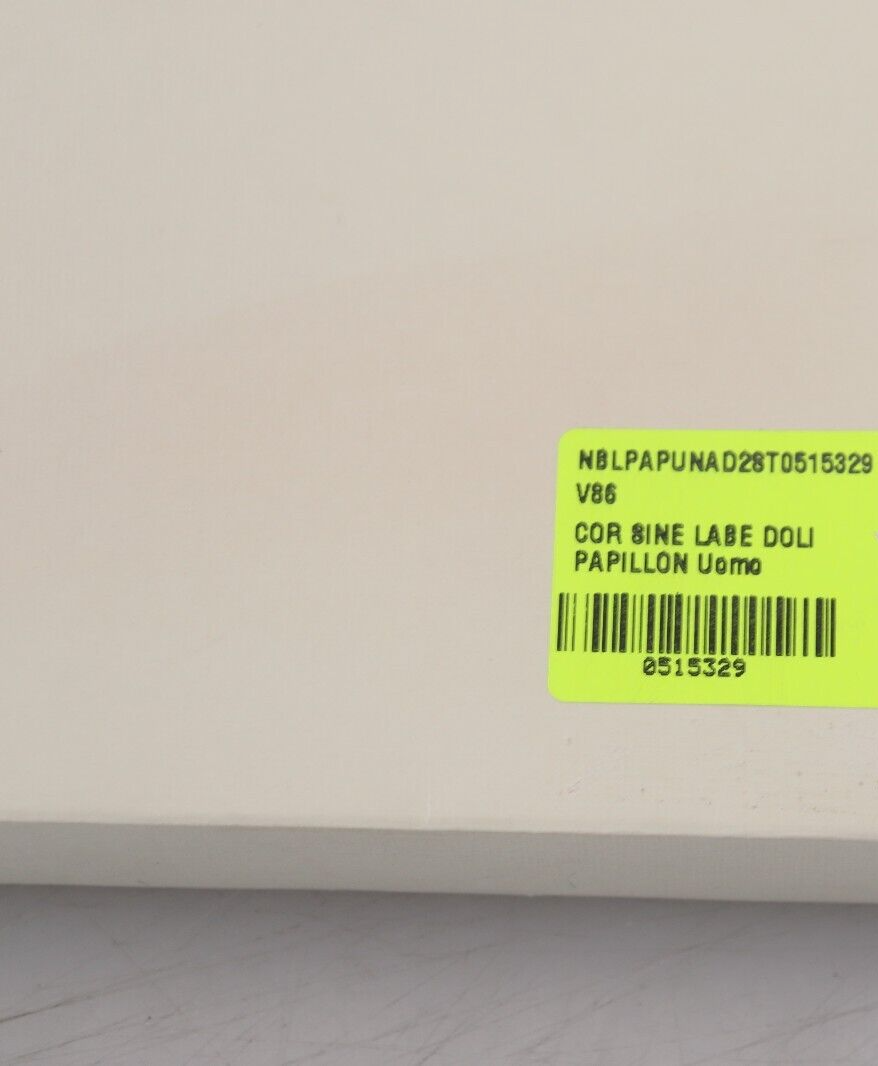 NBLPAPUNAD28T0515329
V86
COR SINE LABE DOLI
PAPILLON Uomo
0515329